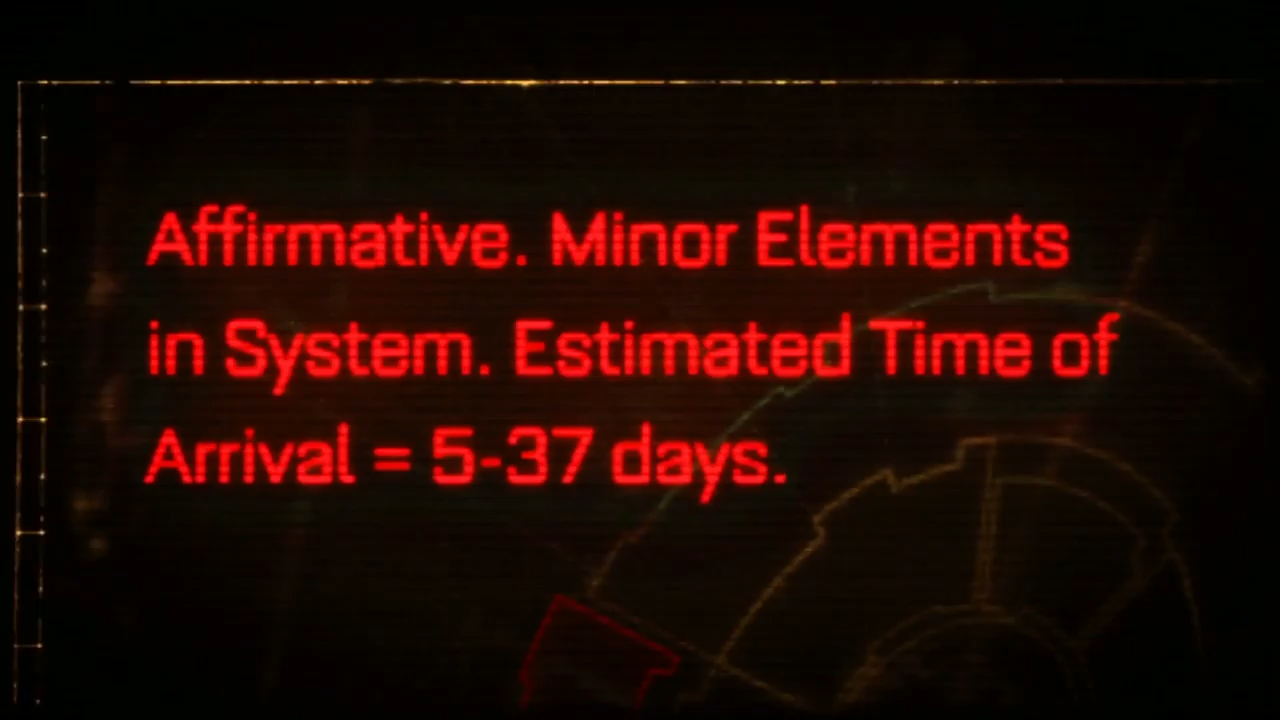 Affirmative. Minor Elements
in System. Estimated Time of
Arrival = 5-37 days.